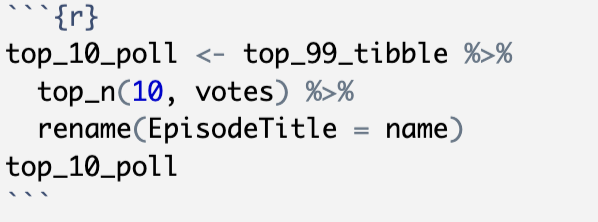 ```{r}
top_10_poll <- top_99_tibble %>%
  top_n(10, votes) %>%
  rename(EpisodeTitle = name)
top_10_poll
```